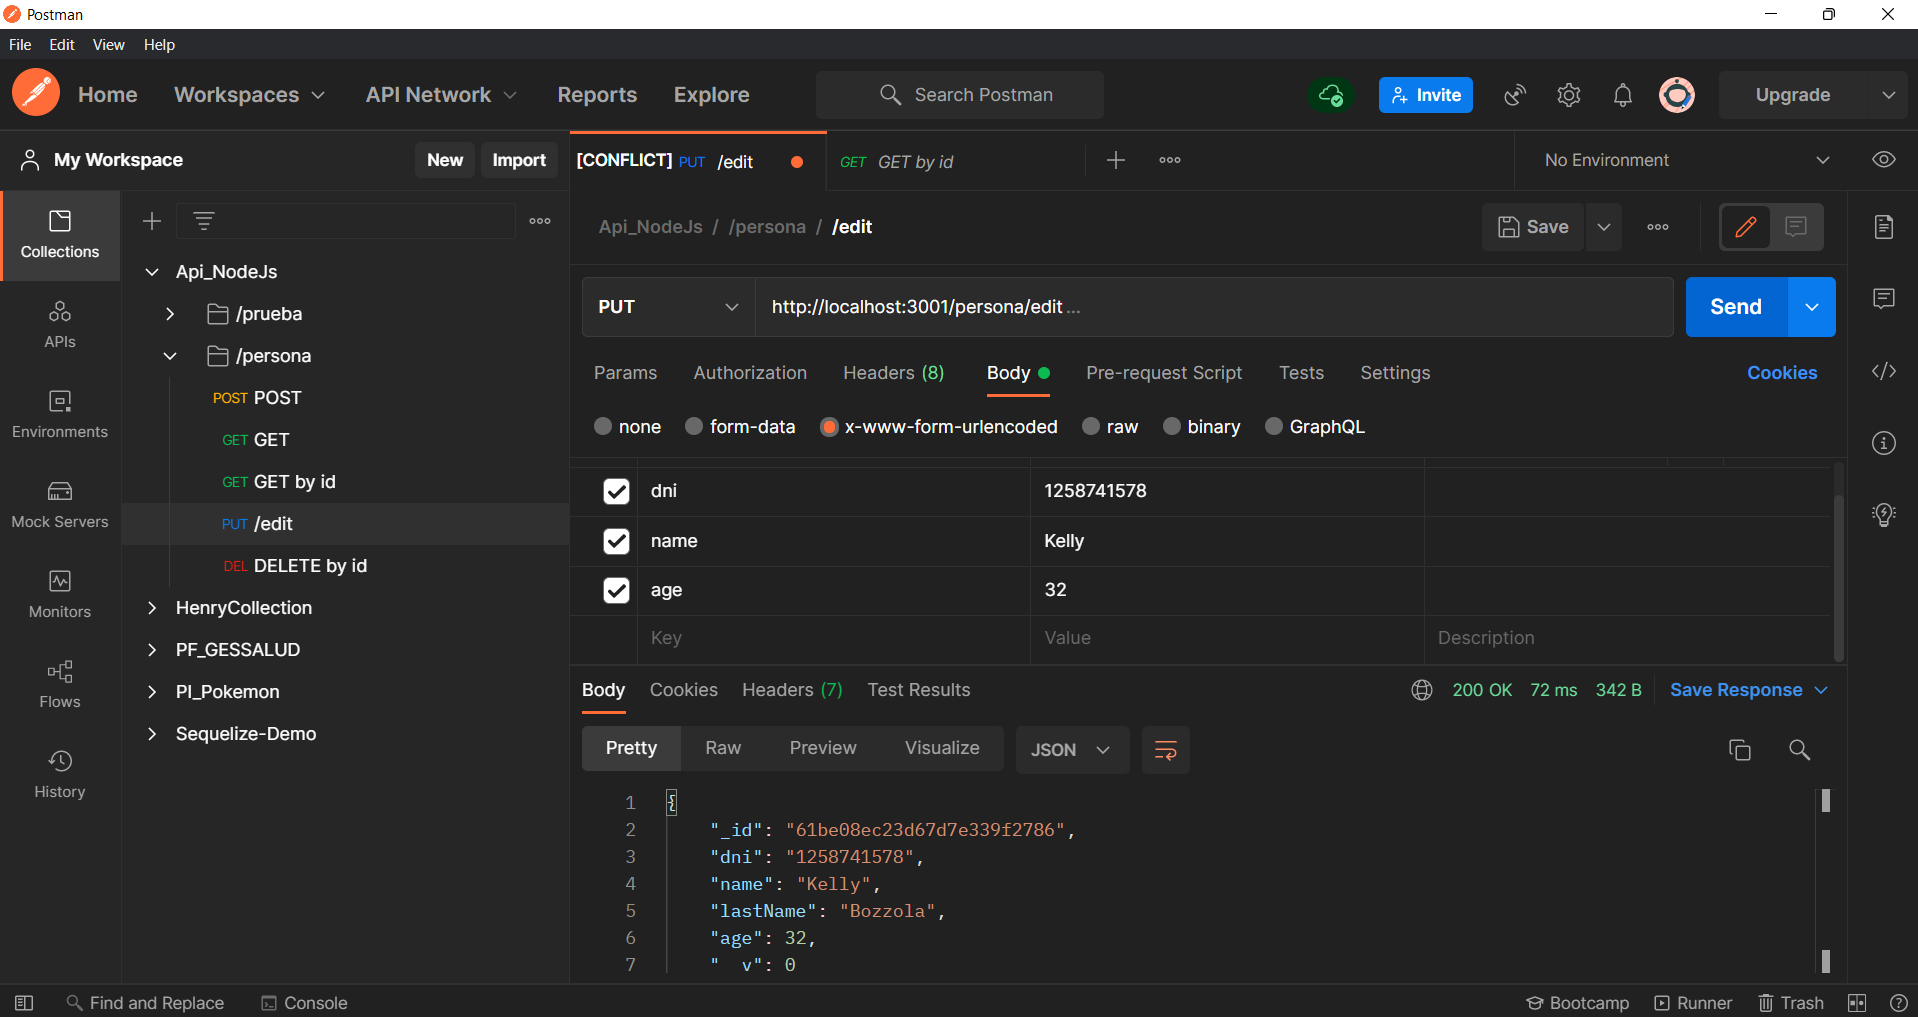 Postman
File Edit View Help
Home Workspaces API Network Reports Explore Search Postman Invite Upgrade
My Workspace New Import
[CONFLICT] PUT /edit GET GET by id No Environment
Collections
APIs
Environments
Mock Servers
Monitors
Flows
History
Api_NodeJs
/prueba
/persona
POST POST
GET GET
GET GET by id
PUT /edit
DEL DELETE by id
HenryCollection
PF_GESSALUD
PI_Pokemon
Sequelize-Demo
Api_NodeJs / /persona / /edit Save
PUT http://localhost:3001/persona/edit ... Send
Params Authorization Headers (8) Body Pre-request Script Tests Settings Cookies
none form-data x-www-form-urlencoded raw binary GraphQL
dni 1258741578
name Kelly
age 32
Key Value Description
Body Cookies Headers (7) Test Results 200 OK 72 ms 342 B Save Response
Pretty Raw Preview Visualize JSON
1 {
2 "_id": "61be08ec23d67d7e339f2786",
3 "dni": "1258741578",
4 "name": "Kelly",
5 "lastName": "Bozzola",
6 "age": 32,
7 "__v": 0
Find and Replace Console Bootcamp Runner Trash